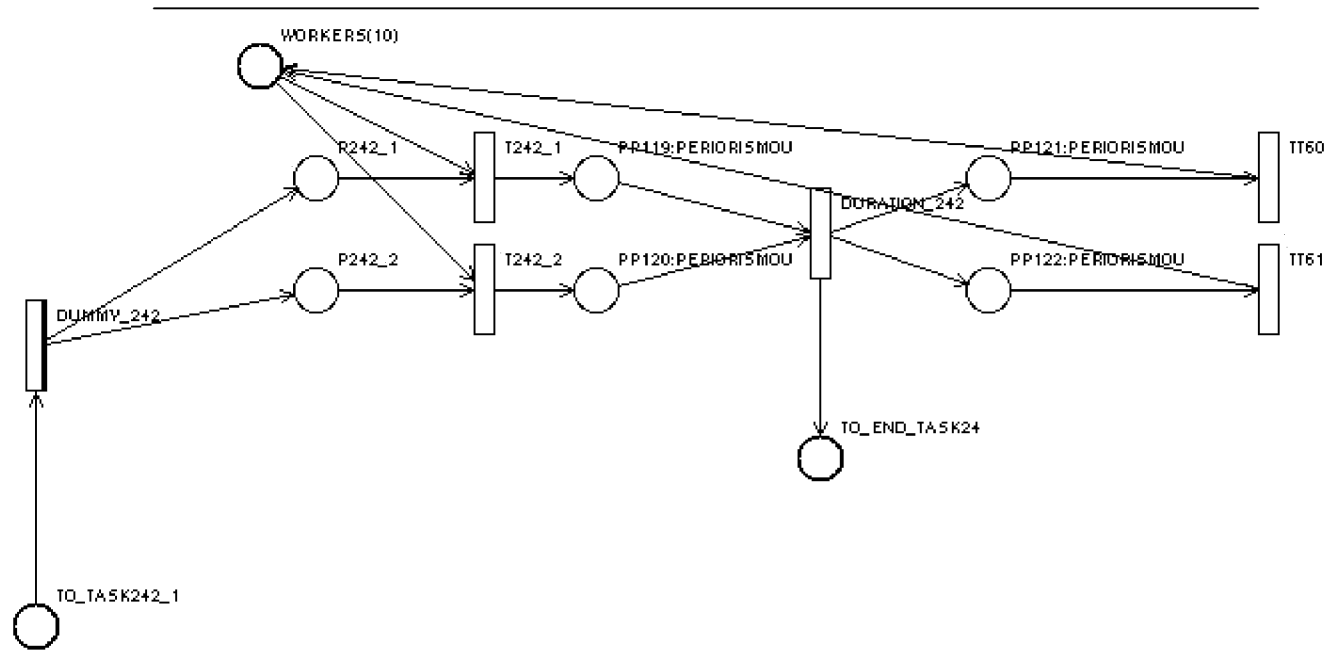 WORKERS(10)
P242_1
T242_1
PP119:PERIORISMOU
PP121:PERIORISMOU
TT60
DURATION_242
P242_2
T242_2
PP120:PERIORISMOU
PP122:PERIORISMOU
TT61
DUMMY_242
TO_END_TASK24
TO_TASK242_1